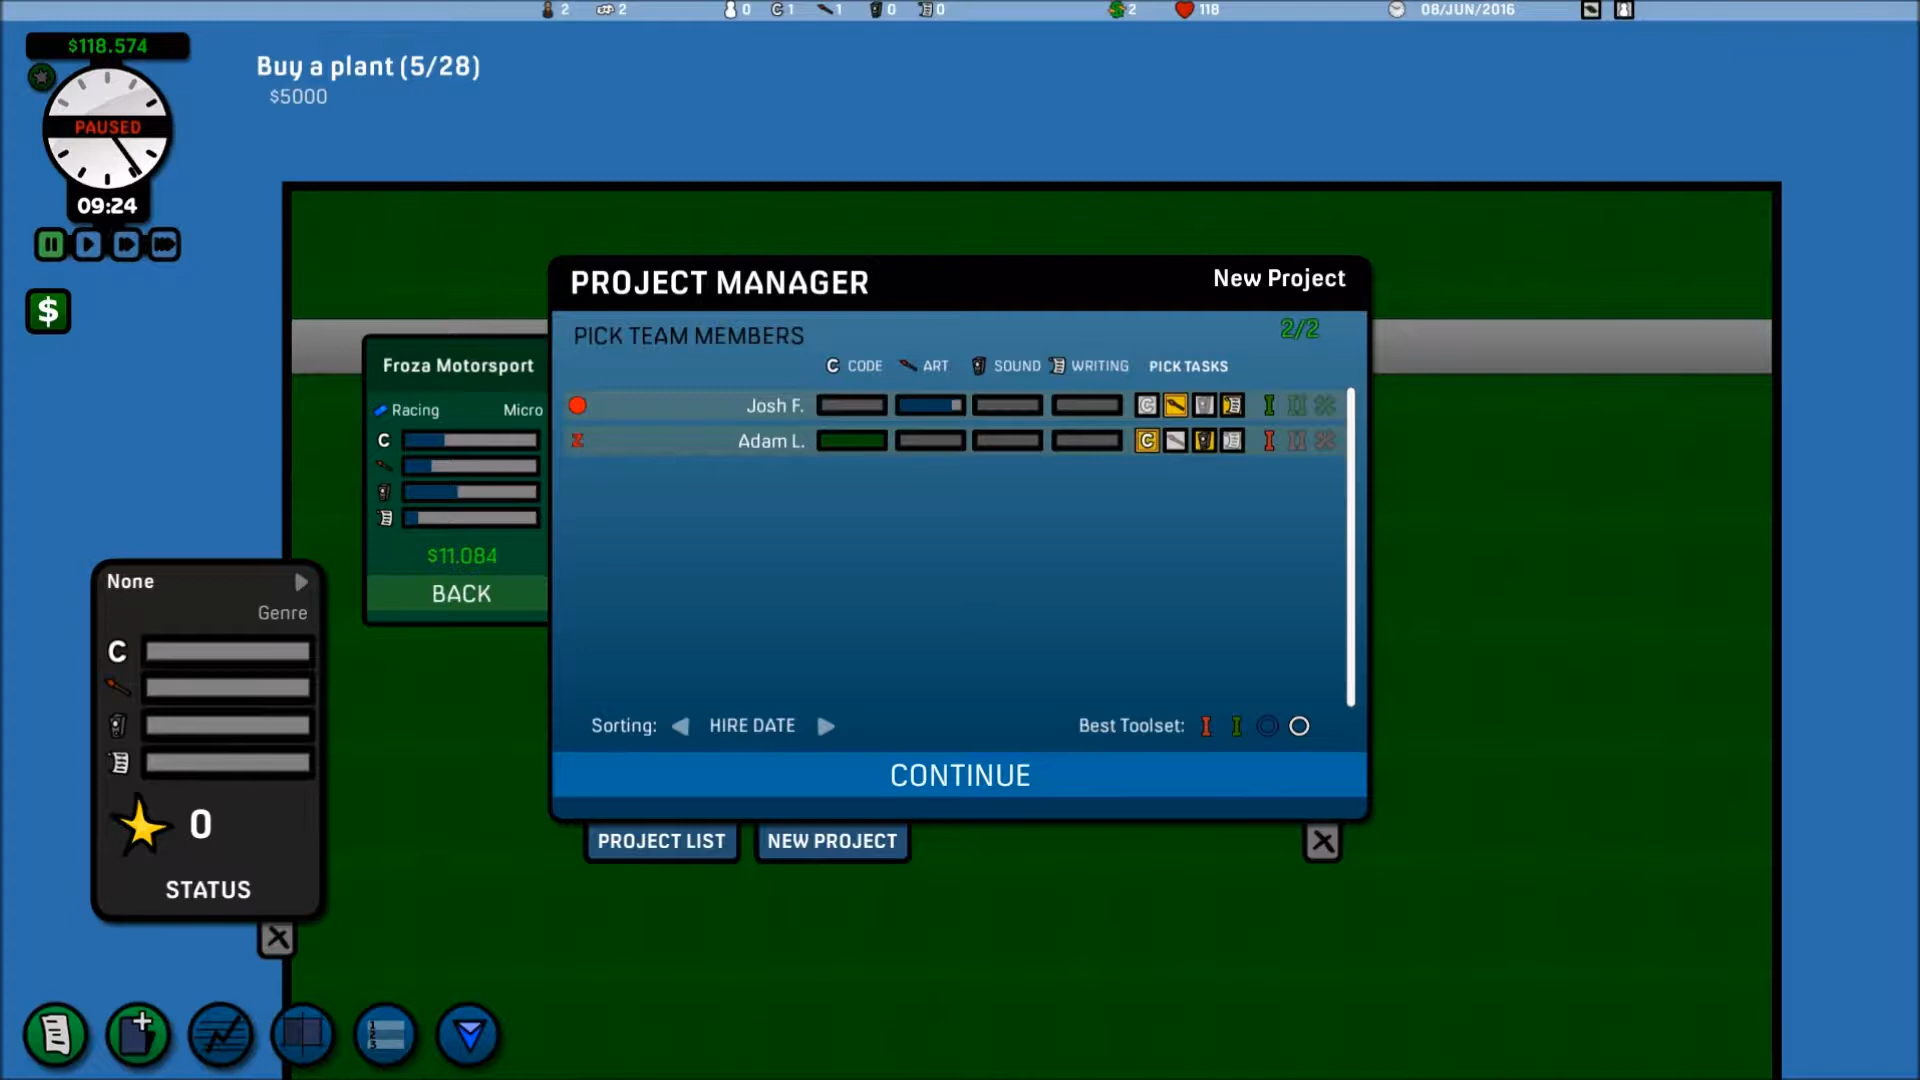 2 2 0 1 1 0 0 2 118 08/JUN/2016
$118.574
PAUSED
09:24
Buy a plant (5/28)
$5000
$
Froza Motorsport
Racing Micro
C
$11.084
BACK
PROJECT MANAGER New Project
PICK TEAM MEMBERS 2/2
C CODE ART SOUND WRITING PICK TASKS
Josh F. C
Adam L. C
Sorting: HIRE DATE Best Toolset:
CONTINUE
PROJECT LIST NEW PROJECT X
None
Genre
C
0
STATUS
X